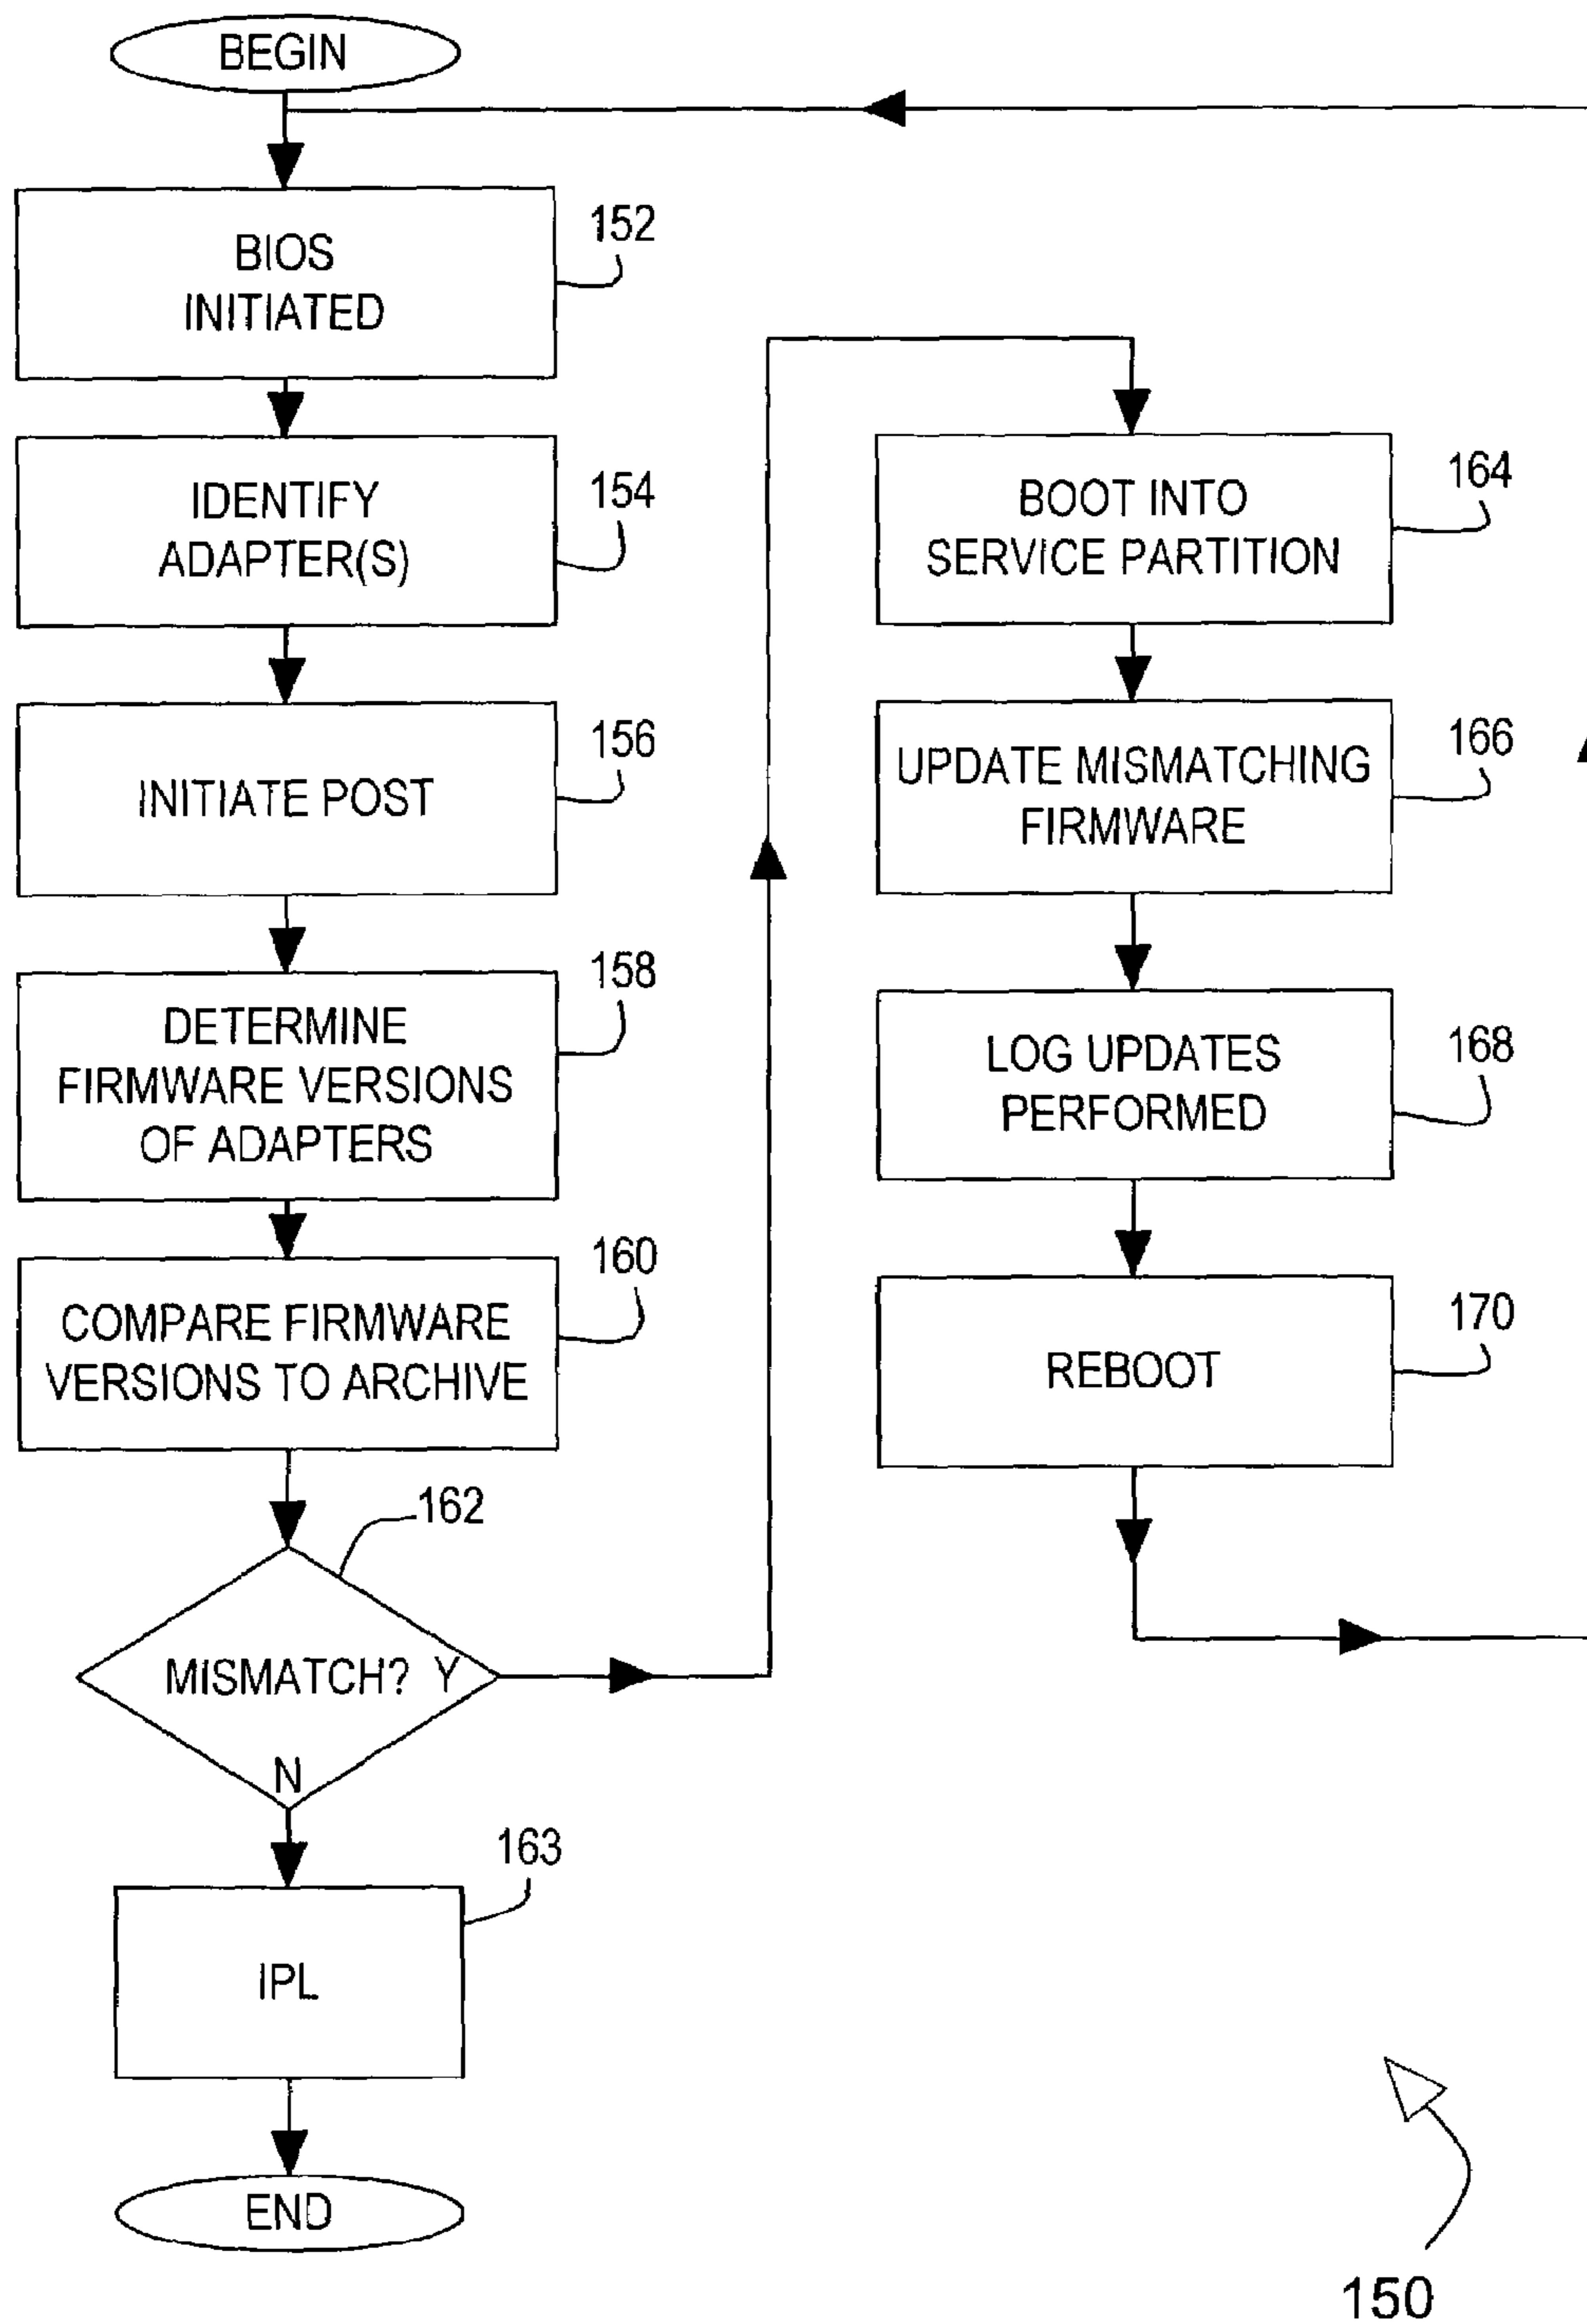 BEGIN
BIOS
INITIATED
152
IDENTIFY
ADAPTER(S)
154
INITIATE POST
156
DETERMINE
FIRMWARE VERSIONS
OF ADAPTERS
158
COMPARE FIRMWARE
VERSIONS TO ARCHIVE
160
162
MISMATCH? Y
N
163
IPL
END
BOOT INTO
SERVICE PARTITION
164
UPDATE MISMATCHING
FIRMWARE
166
LOG UPDATES
PERFORMED
168
REBOOT
170
150